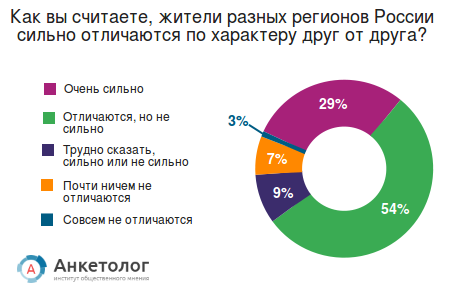 Как вы считаете, жители разных регионов России
сильно отличаются по характеру друг от друга?
Очень сильно
Отличаются, но не
сильно
Трудно сказать,
сильно или не сильно
Почти ничем не
отличаются
Совсем не отличаются
29%
3%
7%
9%
54%
А
Анкетолог
институт общественного мнения